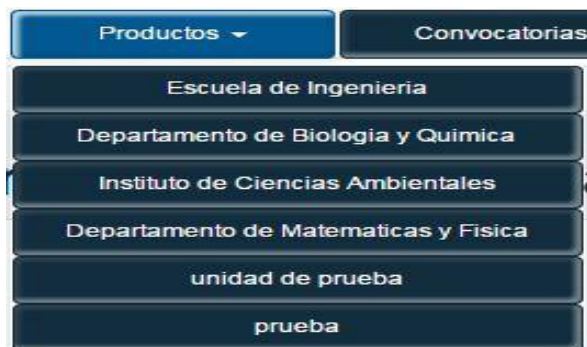 Productos
Convocatorias
Escuela de Ingenieria
Departamento de Biologia y Quimica
Instituto de Ciencias Ambientales
Departamento de Matematicas y Fisica
unidad de prueba
prueba